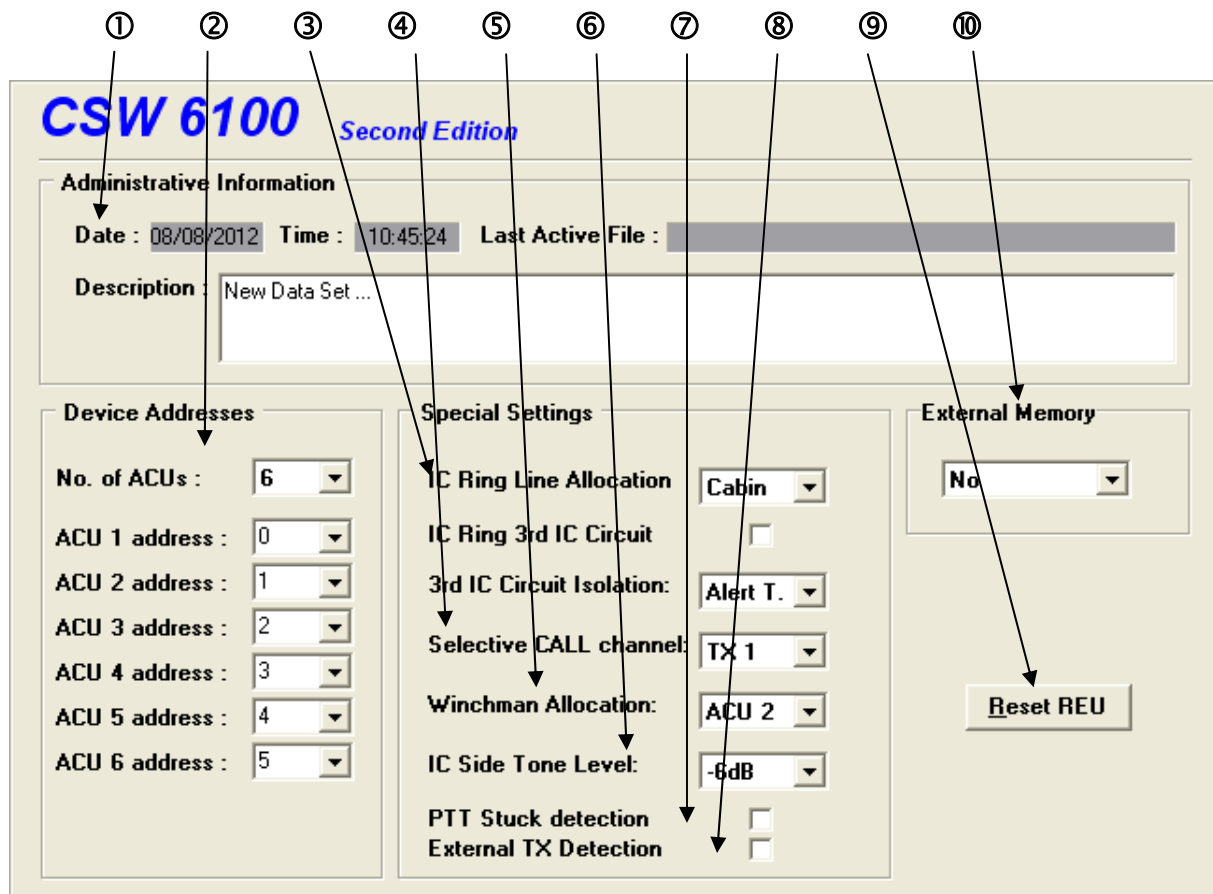 ① ② ③ ④ ⑤ ⑥ ⑦ ⑧ ⑨ ⑩
CSW 6100 Second Edition
Administrative Information
Date : 08/08/2012 Time : 10:45:24 Last Active File :
Description : New Data Set ...
Device Addresses
No. of ACUs : 6
ACU 1 address : 0
ACU 2 address : 1
ACU 3 address : 2
ACU 4 address : 3
ACU 5 address : 4
ACU 6 address : 5
Special Settings
IC Ring Line Allocation Cabin
IC Ring 3rd IC Circuit
3rd IC Circuit Isolation: Alert T.
Selective CALL channel: TX 1
Winchman Allocation: ACU 2
IC Side Tone Level: -6dB
PTT Stuck detection
External TX Detection
External Memory
No
Reset REU